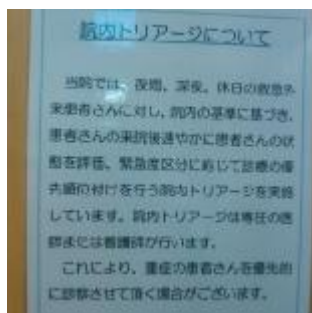 院内トリアージについて
当院では、夜間、深夜、休日の救急外
来患者さんに対し、院内の基準に基づき、
患者さんの来院後速やかに患者さんの状
態を評価、緊急度区分に応じて診療の優
先順位付けを行う院内トリアージを実施
しています。院内トリアージは専任の医
師または看護師が行います。
これにより、重症の患者さんを優先的
に診察させて頂く場合がございます。